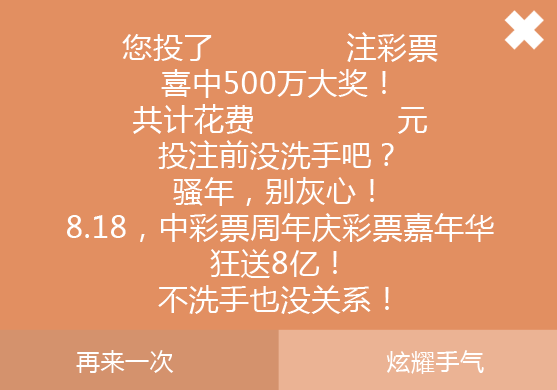 您投了 注彩票
喜中500万大奖！
共计花费 元
投注前没洗手吧？
骚年，别灰心！
8.18，中彩票周年庆彩票嘉年华
狂送8亿！
不洗手也没关系！
再来一次 炫耀手气